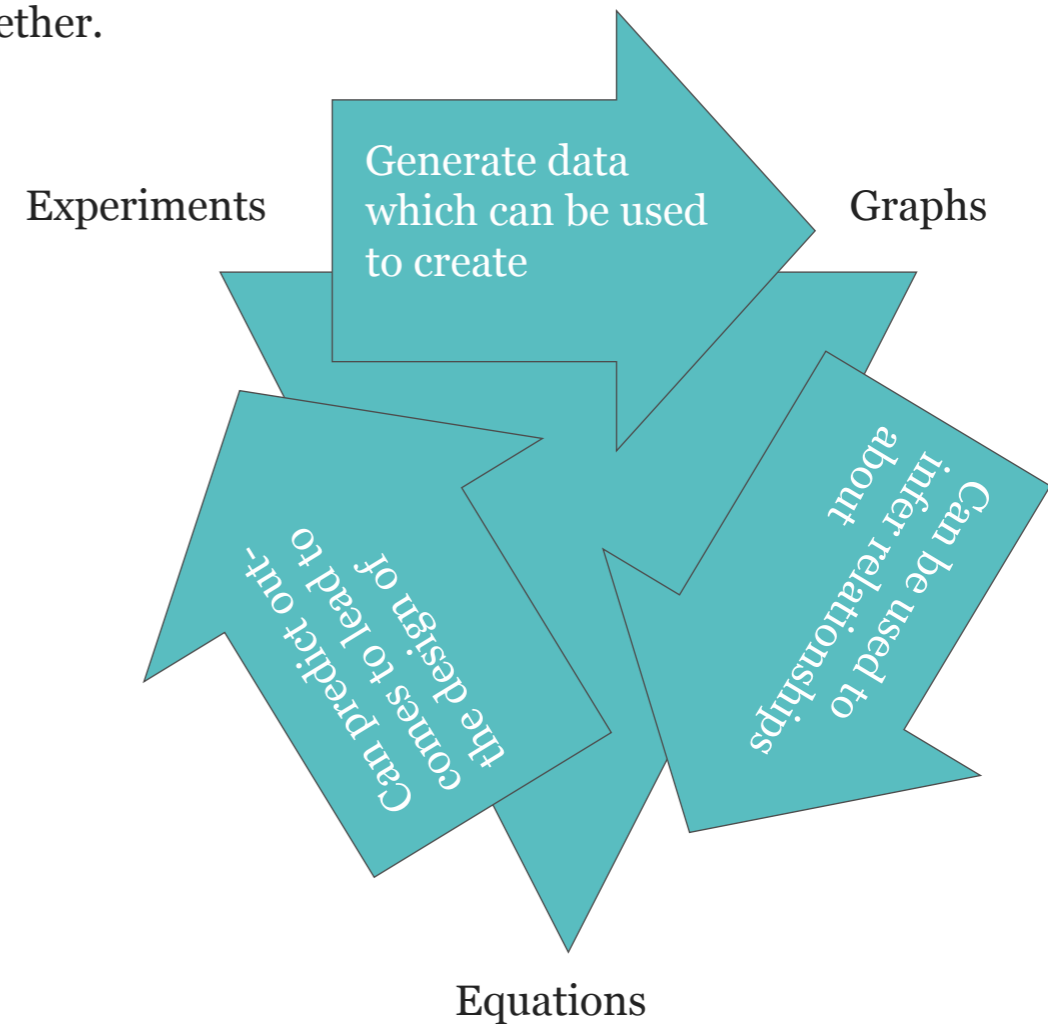 ether.
Experiments
Generate data
which can be used
to create
Graphs
Can be used to
infer relationships
about
Can predict out-
comes to lead to
the design of
Equations